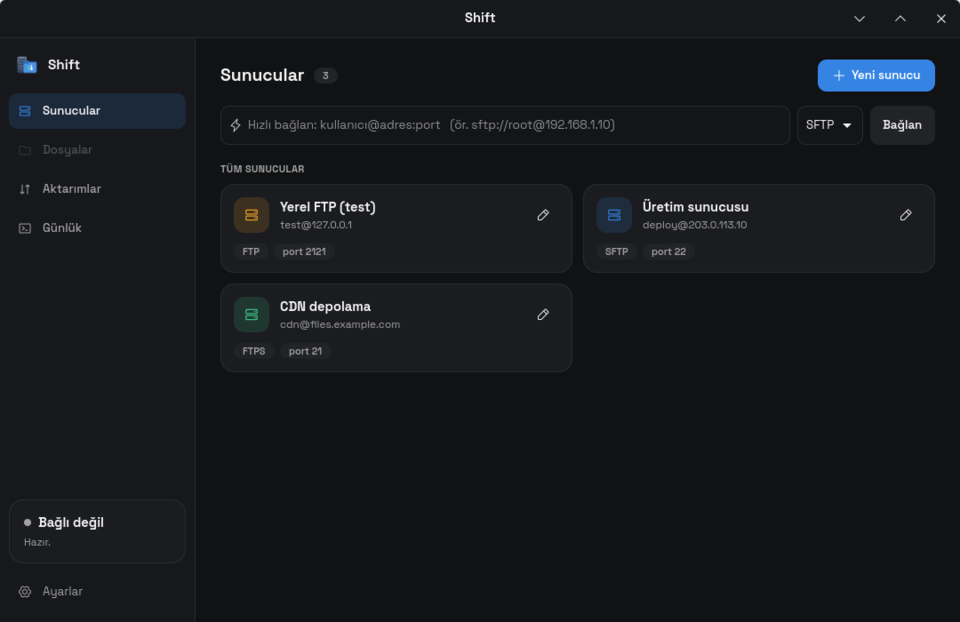 Shift
Shift
Sunucular
Dosyalar
Aktarımlar
Günlük
Bağlı değil
Hazır.
Ayarlar
Sunucular 3
Yeni sunucu
Hızlı bağlan: kullanıcı@adres:port (ör. sftp://root@192.168.1.10)
SFTP
Bağlan
TÜM SUNUCULAR
Yerel FTP (test)
test@127.0.0.1
FTP port 2121
Üretim sunucusu
deploy@203.0.113.10
SFTP port 22
CDN depolama
cdn@files.example.com
FTPS port 21